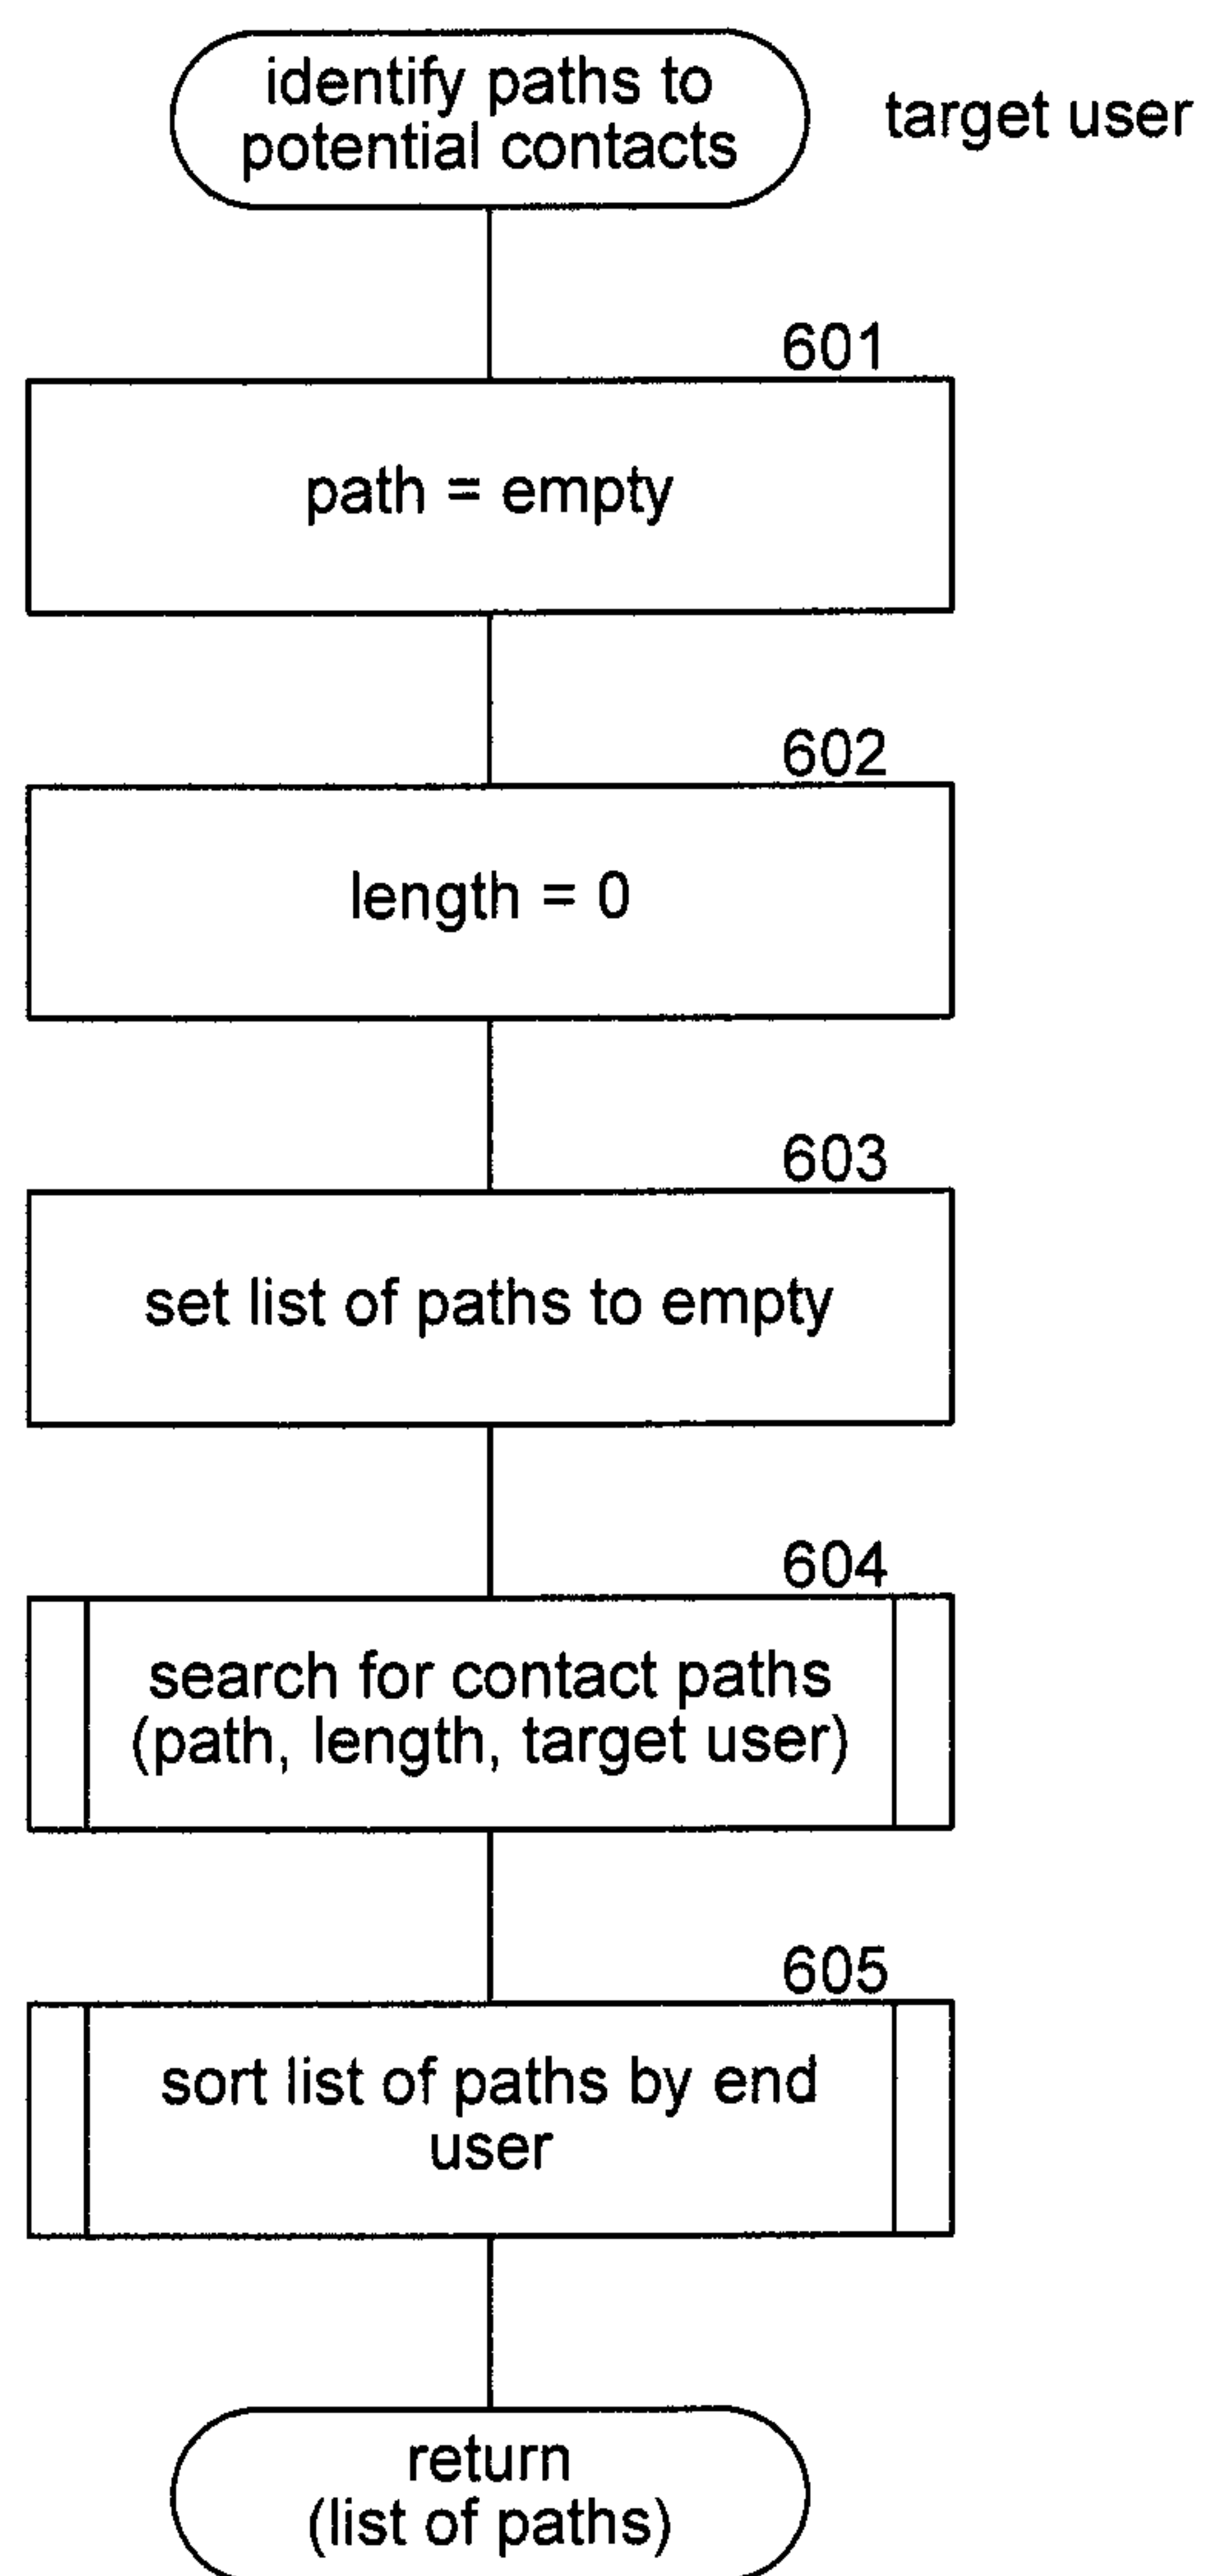 identify paths to
potential contacts
target user
601
path = empty
602
length = 0
603
set list of paths to empty
604
search for contact paths
(path, length, target user)
605
sort list of paths by end
user
return
(list of paths)